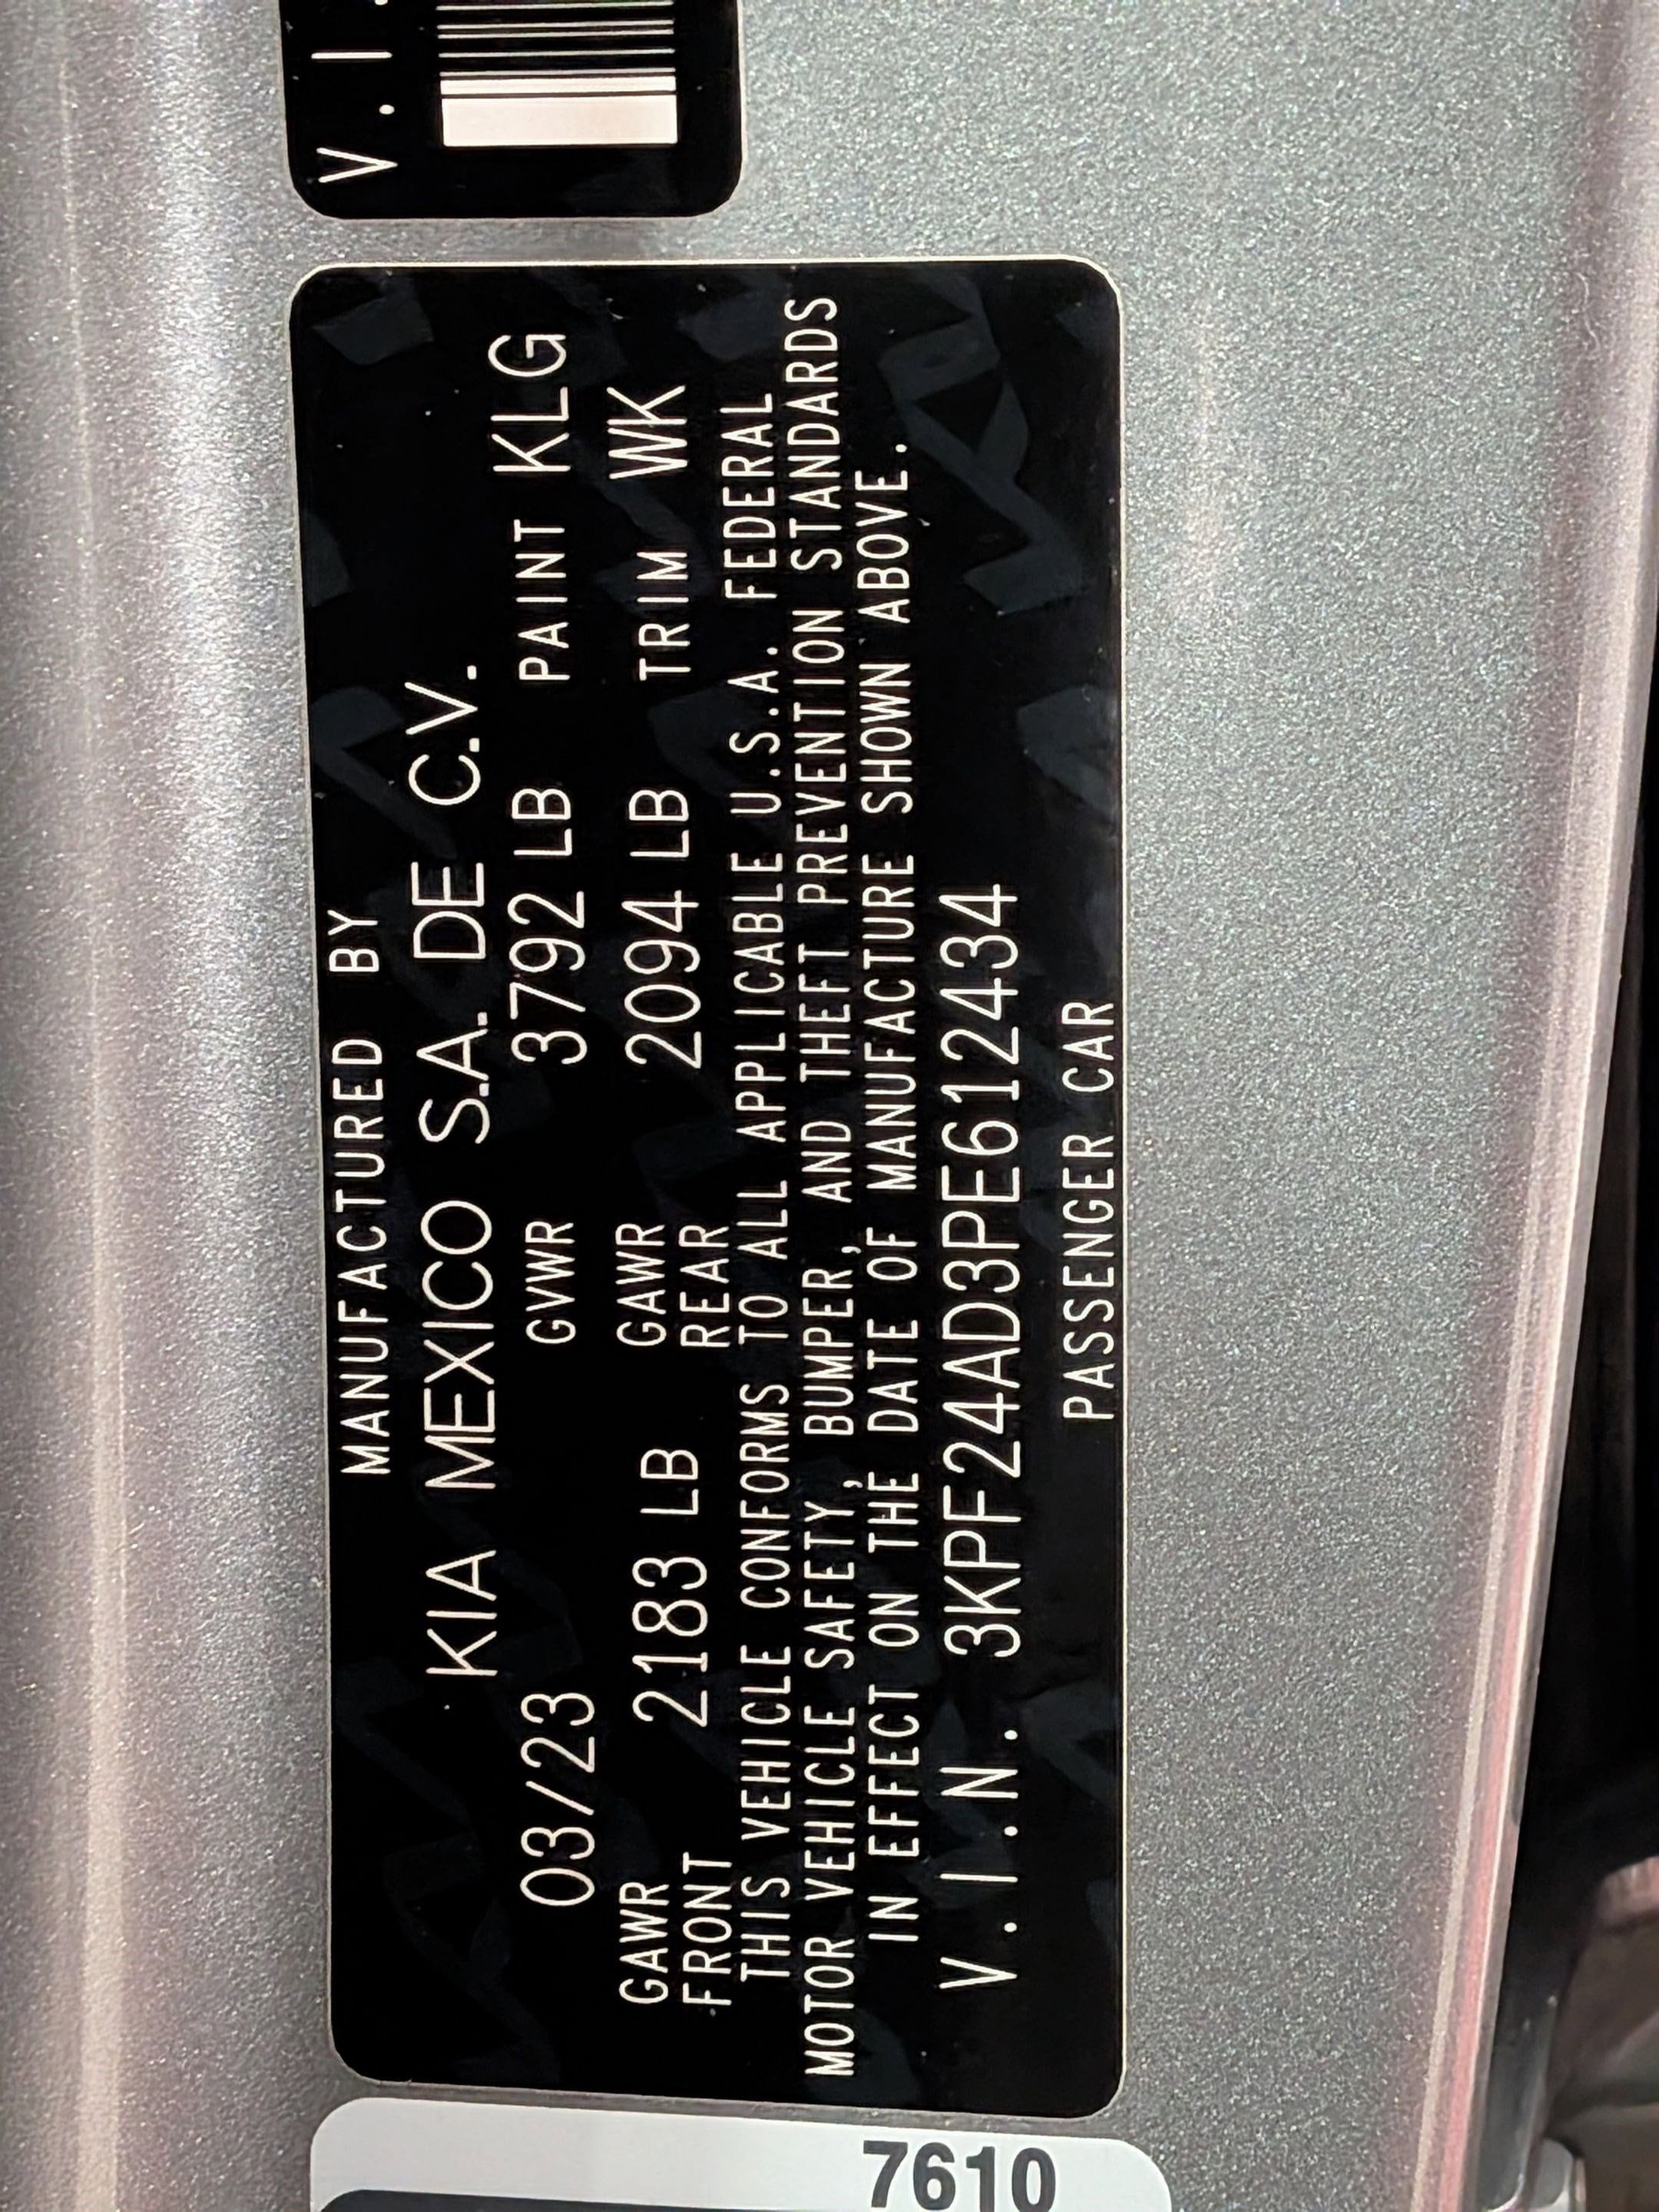 V.I.
MANUFACTURED BY
KIA MEXICO S.A. DE C.V.
03/23 GVWR 3792 LB PAINT KLG
GAWR FRONT 2183 LB GAWR REAR 2094 LB TRIM WK
THIS VEHICLE CONFORMS TO ALL APPLICABLE U.S.A. FEDERAL
MOTOR VEHICLE SAFETY, BUMPER, AND THEFT PREVENTION STANDARDS
IN EFFECT ON THE DATE OF MANUFACTURE SHOWN ABOVE.
V.I.N. 3KPF24AD3PE612434
PASSENGER CAR
7610